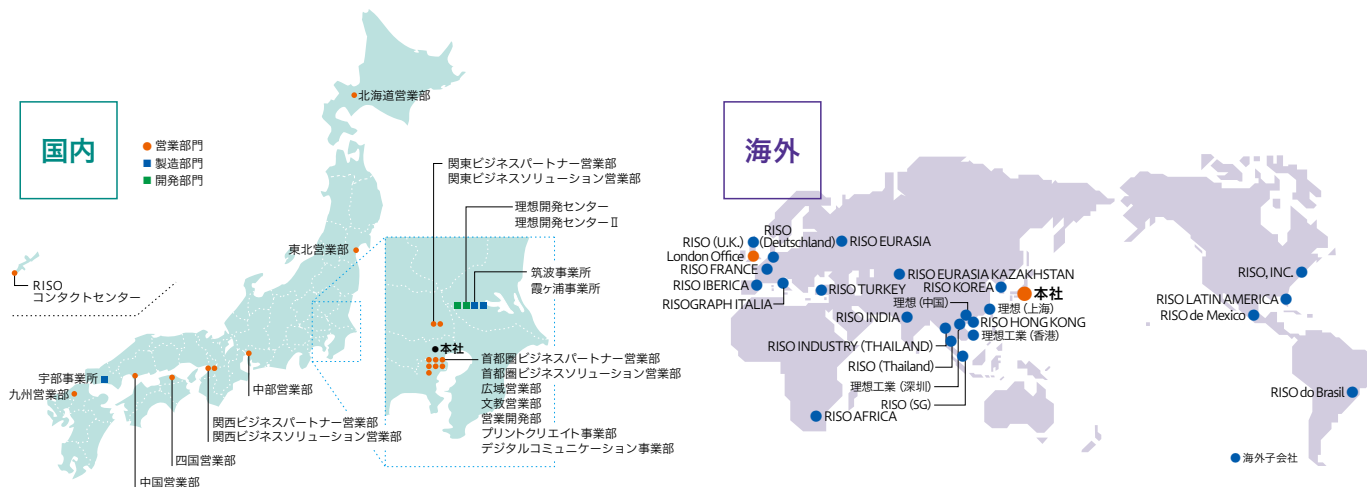 国内
営業部門
製造部門
開発部門
北海道営業部
関東ビジネスパートナー営業部
関東ビジネスソリューション営業部
理想開発センター
理想開発センターⅡ
東北営業部
筑波事業所
霞ヶ浦事業所
RISO
コンタクトセンター
本社
首都圏ビジネスパートナー営業部
首都圏ビジネスソリューション営業部
広域営業部
文教営業部
営業開発部
プリントクリエイト事業部
デジタルコミュニケーション事業部
宇部事業所
九州営業部
中部営業部
関西ビジネスパートナー営業部
関西ビジネスソリューション営業部
四国営業部
中国営業部
海外
RISO (U.K.)
London Office
RISO
(Deutschland)
RISO EURASIA
RISO FRANCE
RISO IBERICA
RISOGRAPH ITALIA
RISO TURKEY
RISO EURASIA KAZAKHSTAN
RISO KOREA
本社
理想 (中国)
理想 (上海)
RISO INDIA
RISO HONG KONG
理想工業 (香港)
RISO INDUSTRY (THAILAND)
RISO (Thailand)
理想工業 (深圳)
RISO (SG)
RISO AFRICA
RISO, INC.
RISO LATIN AMERICA
RISO de Mexico
RISO do Brasil
海外子会社